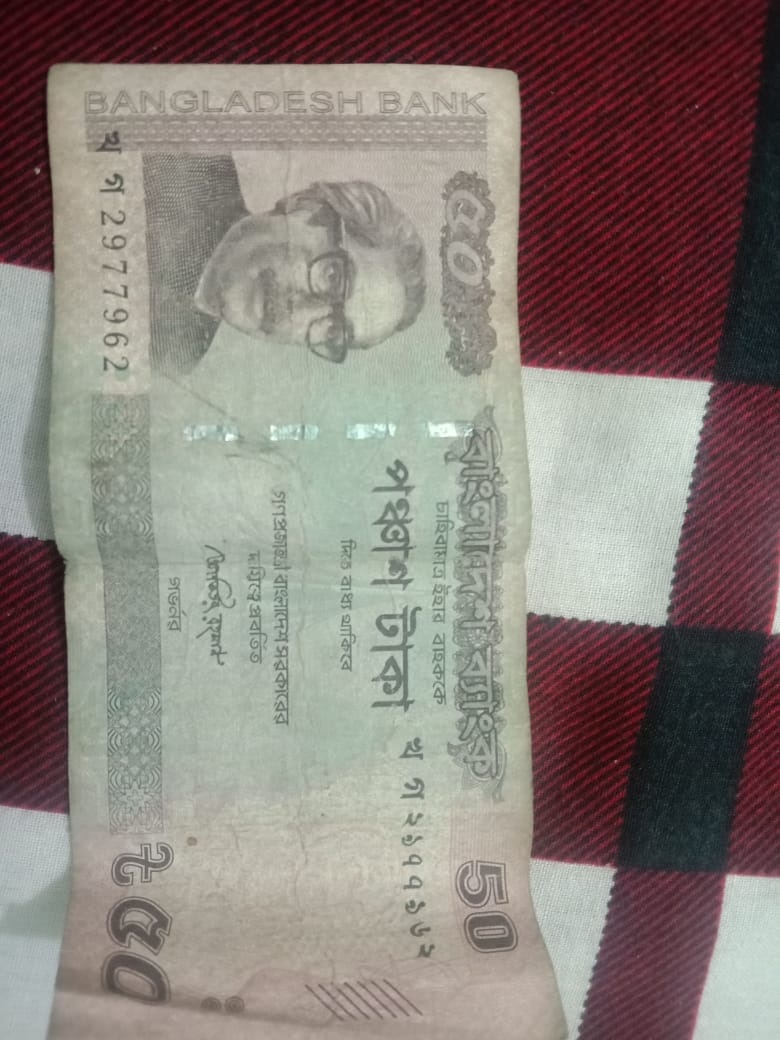 বাংলাদেশ ব্যাংক
50
৫০
চাহিবামাত্র ইহার বাহককে
পঞ্চাশ টাকা
খ গ ২৯৭৭৯৬২
দিতে বাধ্য থাকিবে
গণপ্রজাতন্ত্রী বাংলাদেশ সরকারের
দায়িত্বে প্রবর্তিত
গভর্নর
খ গ 2977962
৳ ৫০
BANGLADESH BANK